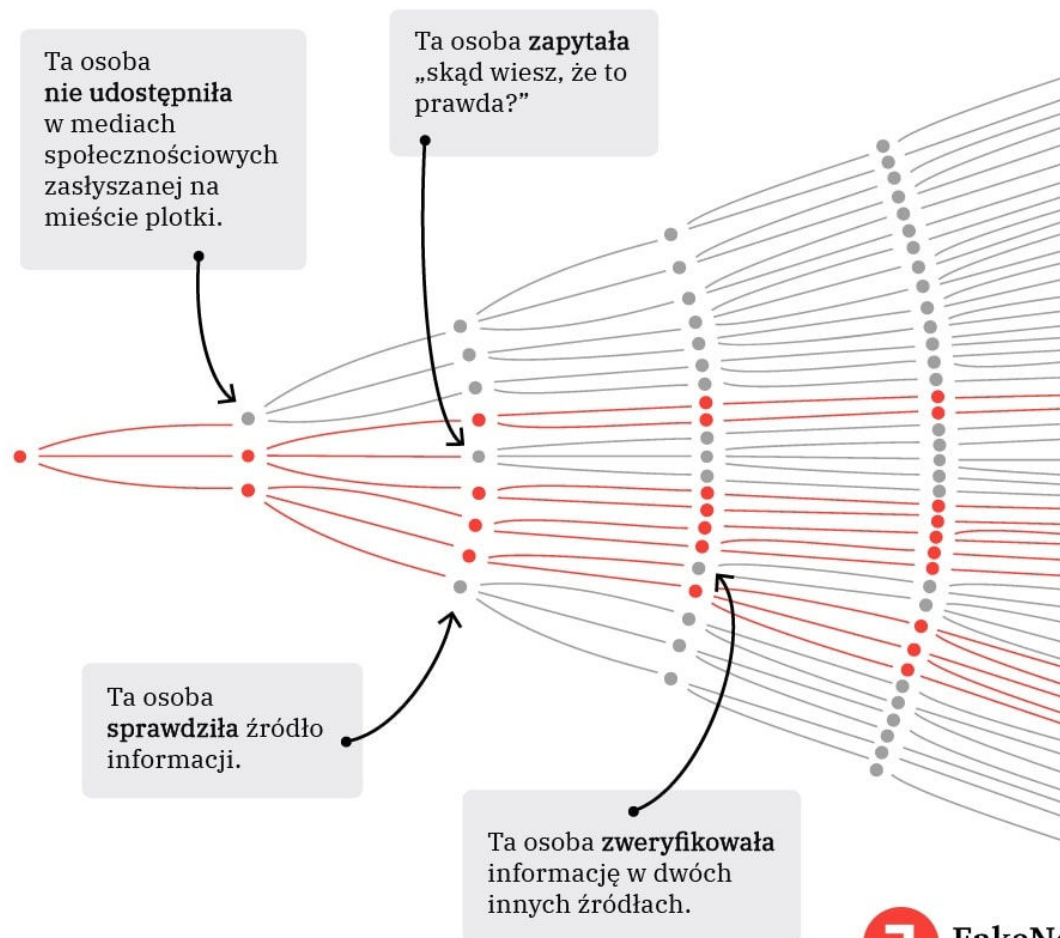 Ta osoba
nie udostępniła
w mediach
społecznościowych
zasłyszanej na
mieście plotki.
Ta osoba zapytała
„skąd wiesz, że to
prawda?”
Ta osoba
sprawdziła źródło
informacji.
Ta osoba zweryfikowała
informację w dwóch
innych źródłach.